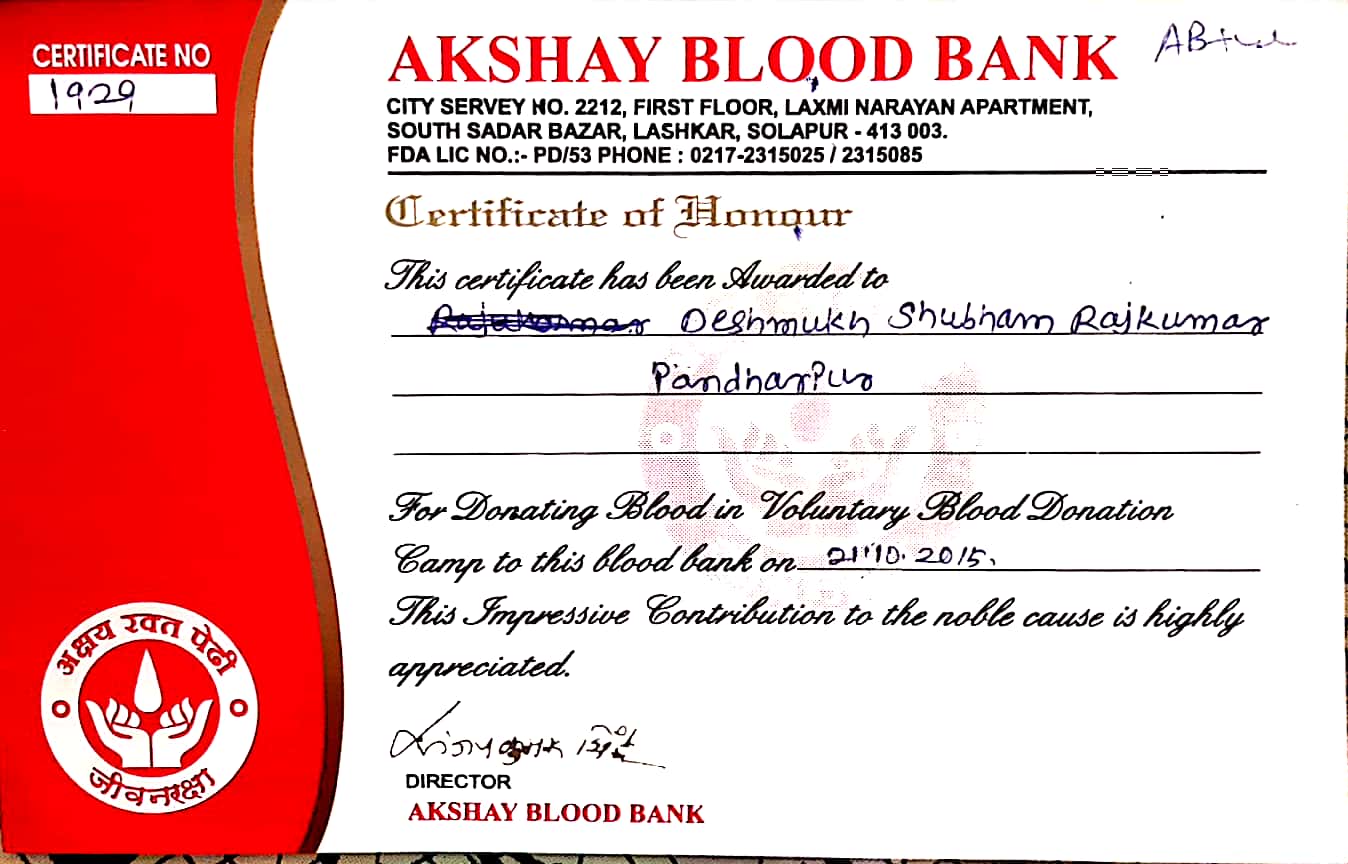 CERTIFICATE NO
1929
AKSHAY BLOOD BANK
AB+ve
CITY SERVEY NO. 2212, FIRST FLOOR, LAXMI NARAYAN APARTMENT,
SOUTH SADAR BAZAR, LASHKAR, SOLAPUR - 413 003.
FDA LIC NO.:- PD/53 PHONE : 0217-2315025 / 2315085
Certificate of Honour
This certificate has been Awarded to
Deshmukh Shubham Rajkumar
Pandharpur
For Donating Blood in Voluntary Blood Donation
Camp to this blood bank on 21.10.2015.
This Impressive Contribution to the noble cause is highly
appreciated.
DIRECTOR
AKSHAY BLOOD BANK
अक्षय रक्त पेढी
जीवनरक्षा